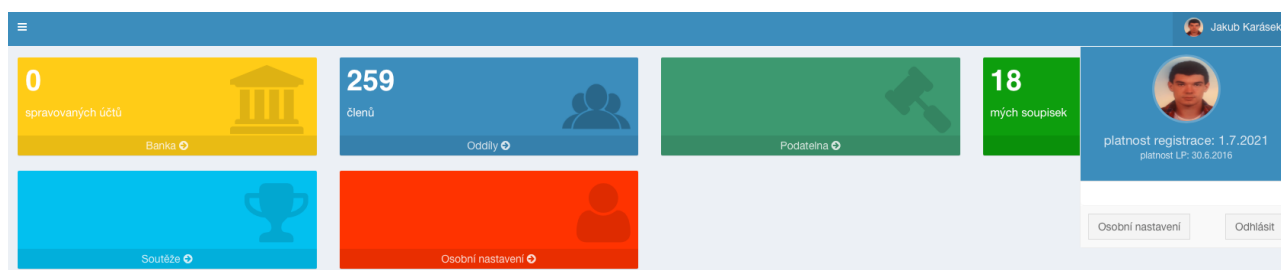 Jakub Karásek
0
spravovaných účtů
Banka
259
členů
Oddíly
Podatelna
18
mých soupisek
platnost registrace: 1.7.2021
platnost LP: 30.6.2016
Osobní nastavení
Odhlásit
Soutěže
Osobní nastavení